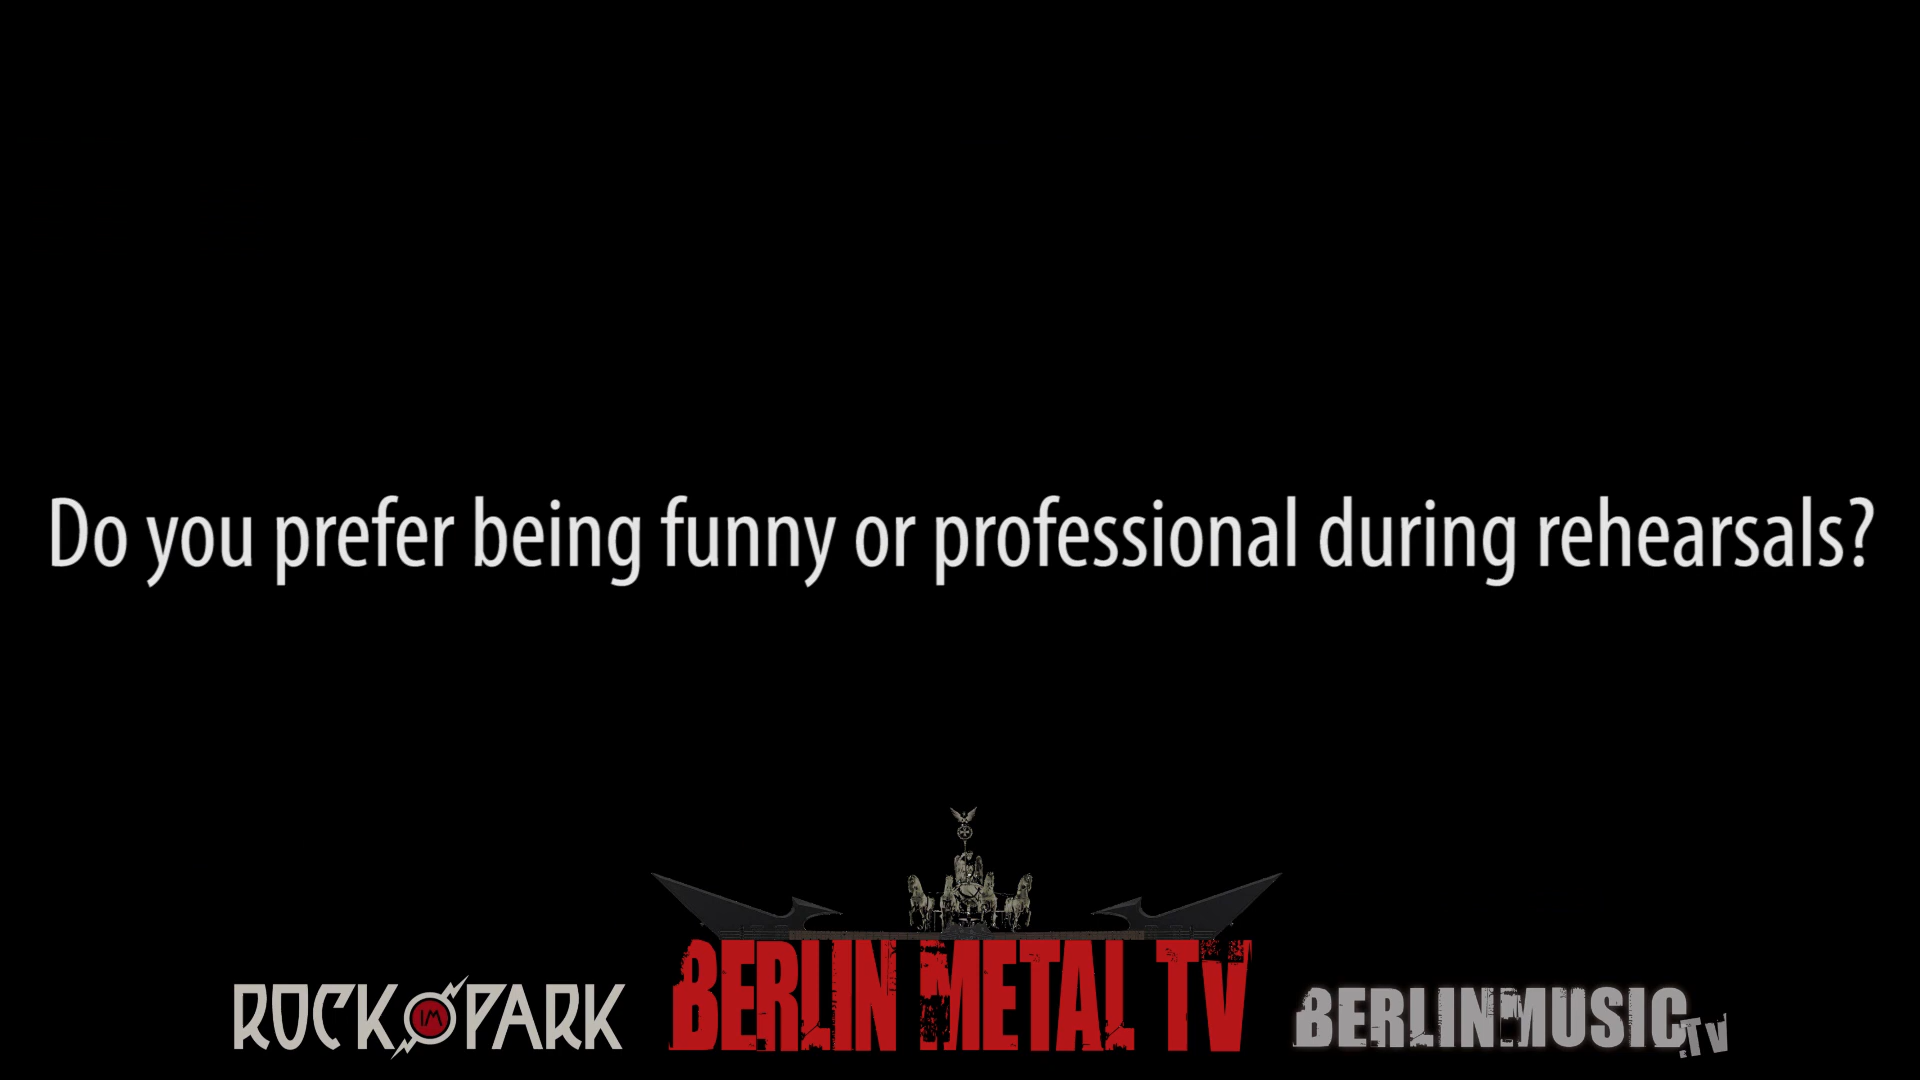 Do you prefer being funny or professional during rehearsals?
ROCK IM PARK
BERLIN METAL TV
BERLINMUSIC.TV